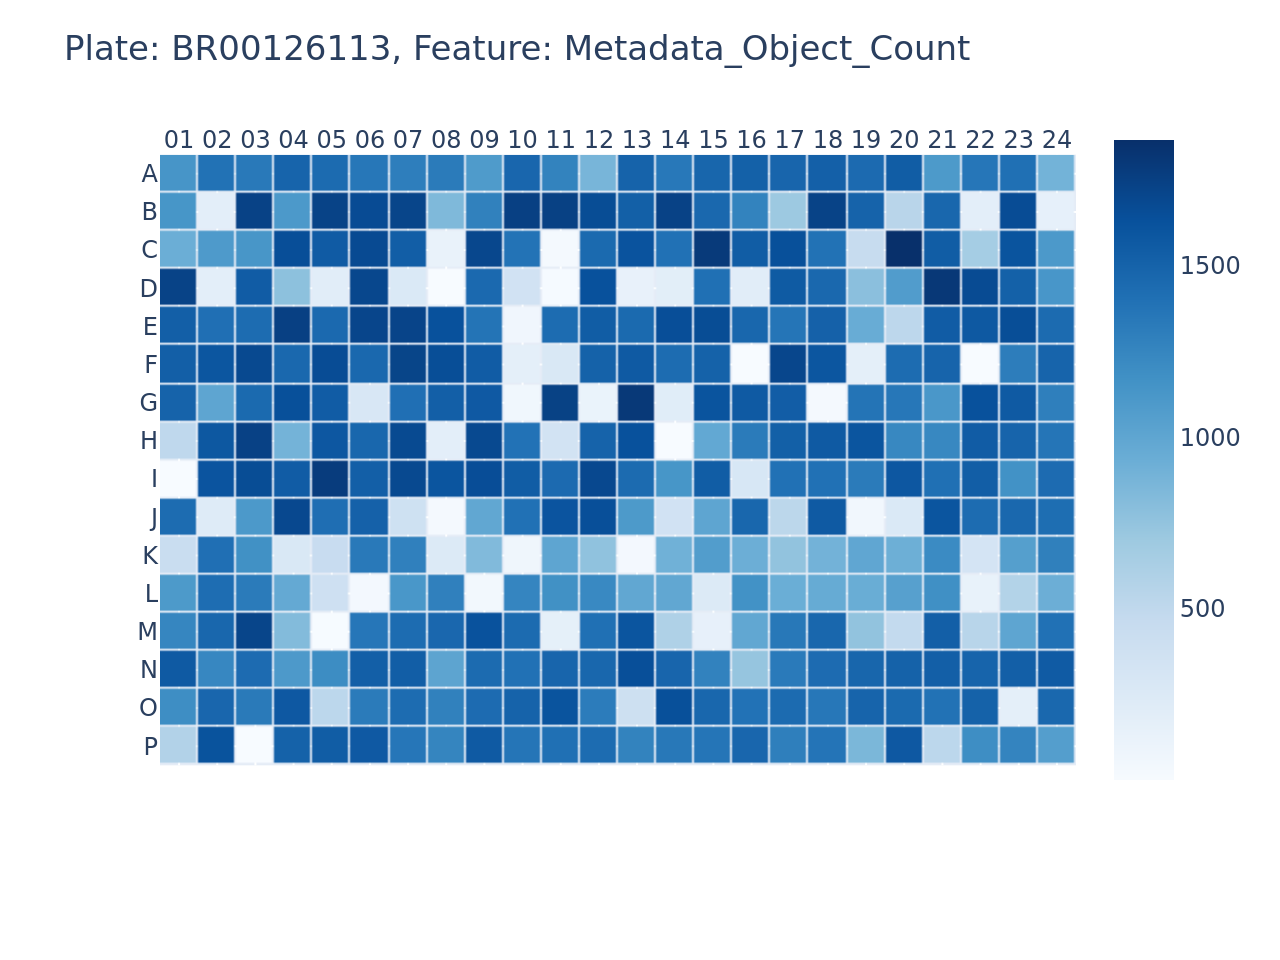 Plate: BR00126113, Feature: Metadata_Object_Count
01 02 03 04 05 06 07 08 09 10 11 12 13 14 15 16 17 18 19 20 21 22 23 24
A
B
C
D
E
F
G
H
I
J
K
L
M
N
O
P
1500
1000
500